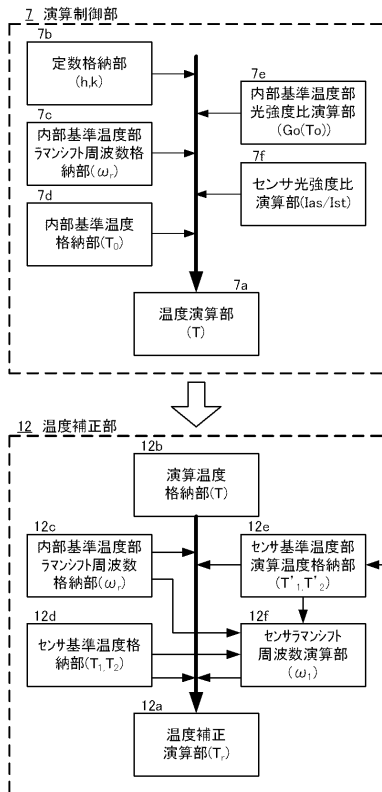 7 演算制御部
7b
定数格納部
(h,k)
7c
内部基準温度部
ラマンシフト周波数格
納部(ωr)
7d
内部基準温度
格納部(T0)
7e
内部基準温度部
光強度比演算部
(Go(To))
7f
センサ光強度比
演算部(Ias/Ist)
7a
温度演算部
(T)
12 温度補正部
12b
演算温度
格納部(T)
12c
内部基準温度部
ラマンシフト周波数
格納部(ωr)
12d
センサ基準温度格
納部(T1,T2)
12e
センサ基準温度部
演算温度格納部
(T'1,T'2)
12f
センサラマンシフト
周波数演算部
(ω1)
12a
温度補正
演算部(Tr)